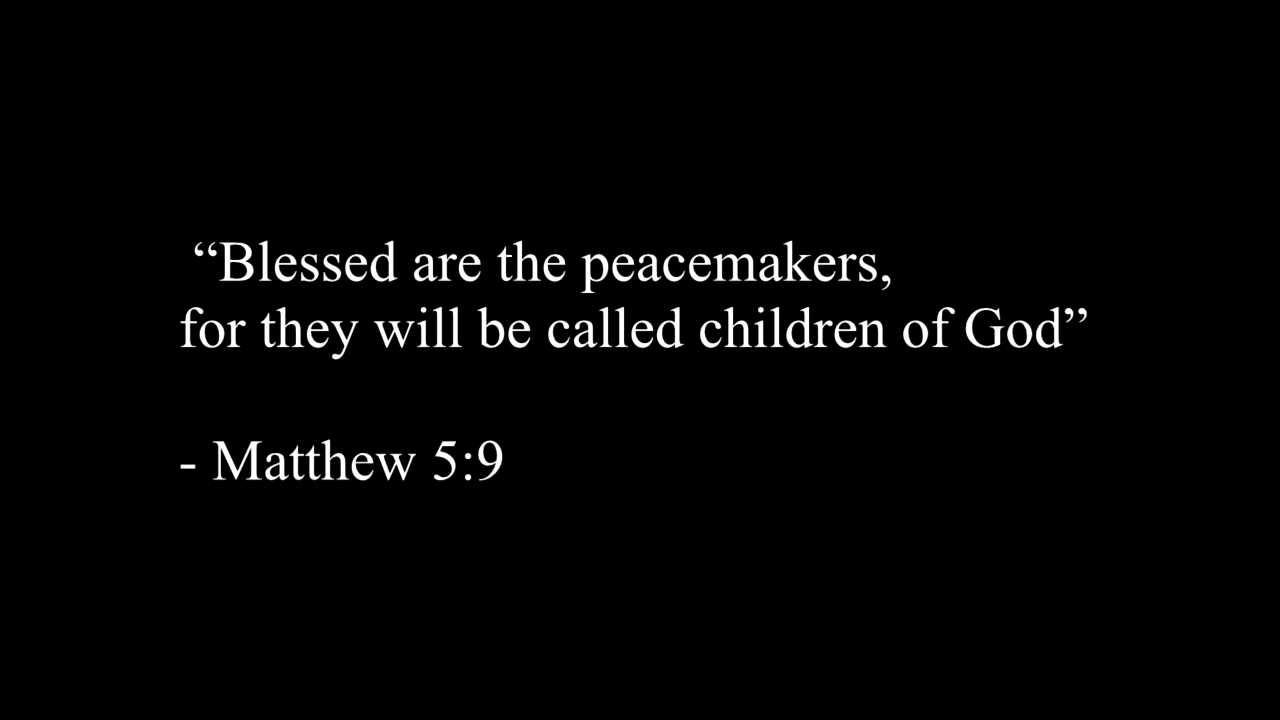 “Blessed are the peacemakers,
for they will be called children of God”
- Matthew 5:9